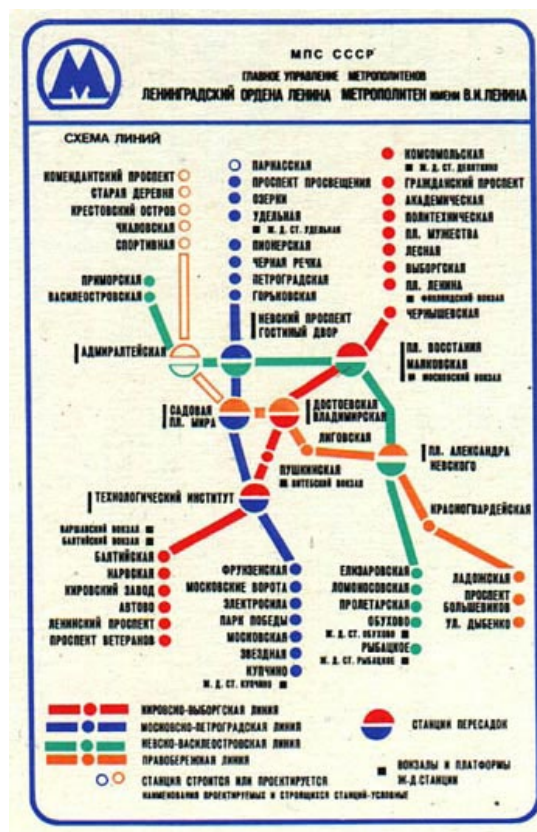 МПС СССР
ГЛАВНОЕ УПРАВЛЕНИЕ МЕТРОПОЛИТЕНОВ
ЛЕНИНГРАДСКИЙ ОРДЕНА ЛЕНИНА МЕТРОПОЛИТЕН ИМЕНИ В.И.ЛЕНИНА
СХЕМА ЛИНИЙ
КОМЕНДАНТСКИЙ ПРОСПЕКТ
СТАРАЯ ДЕРЕВНЯ
КРЕСТОВСКИЙ ОСТРОВ
ЧКАЛОВСКАЯ
СПОРТИВНАЯ
ПАРНАССКАЯ
ПРОСПЕКТ ПРОСВЕЩЕНИЯ
ОЗЕРКИ
УДЕЛЬНАЯ
Ж. Д. СТ. УДЕЛЬНАЯ
ПИОНЕРСКАЯ
ЧЕРНАЯ РЕЧКА
ПЕТРОГРАДСКАЯ
ГОРЬКОВСКАЯ
КОМСОМОЛЬСКАЯ
Ж. Д. СТ. ДЕВЯТКИНО
ГРАЖДАНСКИЙ ПРОСПЕКТ
АКАДЕМИЧЕСКАЯ
ПОЛИТЕХНИЧЕСКАЯ
ПЛ. МУЖЕСТВА
ЛЕСНАЯ
ВЫБОРГСКАЯ
ПЛ. ЛЕНИНА
ФИНЛЯНДСКИЙ ВОКЗАЛ
ЧЕРНЫШЕВСКАЯ
ПРИМОРСКАЯ
ВАСИЛЕОСТРОВСКАЯ
НЕВСКИЙ ПРОСПЕКТ
ГОСТИНЫЙ ДВОР
АДМИРАЛТЕЙСКАЯ
ПЛ. ВОССТАНИЯ
МАЯКОВСКАЯ
МОСКОВСКИЙ ВОКЗАЛ
САДОВАЯ
ПЛ. МИРА
ДОСТОЕВСКАЯ
ВЛАДИМИРСКАЯ
ЛИГОВСКАЯ
ПЛ. АЛЕКСАНДРА
НЕВСКОГО
ПУШКИНСКАЯ
ВИТЕБСКИЙ ВОКЗАЛ
ТЕХНОЛОГИЧЕСКИЙ ИНСТИТУТ
КРАСНОГВАРДЕЙСКАЯ
ВАРШАВСКИЙ ВОКЗАЛ
БАЛТИЙСКИЙ ВОКЗАЛ
БАЛТИЙСКАЯ
НАРВСКАЯ
КИРОВСКИЙ ЗАВОД
АВТОВО
ЛЕНИНСКИЙ ПРОСПЕКТ
ПРОСПЕКТ ВЕТЕРАНОВ
ФРУНЗЕНСКАЯ
МОСКОВСКИЕ ВОРОТА
ЭЛЕКТРОСИЛА
ПАРК ПОБЕДЫ
МОСКОВСКАЯ
ЗВЕЗДНАЯ
КУПЧИНО
Ж. Д. СТ. КУПЧИНО
ЕЛИЗАРОВСКАЯ
ЛОМОНОСОВСКАЯ
ПРОЛЕТАРСКАЯ
ОБУХОВО
Ж. Д. СТ. ОБУХОВО
РЫБАЦКОЕ
Ж. Д. СТ. РЫБАЦКОЕ
ЛАДОЖСКАЯ
ПРОСПЕКТ
БОЛЬШЕВИКОВ
УЛ. ДЫБЕНКО
КИРОВСКО-ВЫБОРГСКАЯ ЛИНИЯ
МОСКОВСКО-ПЕТРОГРАДСКАЯ ЛИНИЯ
НЕВСКО-ВАСИЛЕОСТРОВСКАЯ ЛИНИЯ
ПРАВОБЕРЕЖНАЯ ЛИНИЯ
СТАНЦИЯ СТРОИТСЯ ИЛИ ПРОЕКТИРУЕТСЯ
НАИМЕНОВАНИЯ ПРОЕКТИРУЕМЫХ И СТРОЯЩИХСЯ СТАНЦИЙ-УСЛОВНЫЕ
СТАНЦИИ ПЕРЕСАДОК
ВОКЗАЛЫ И ПЛАТФОРМЫ
Ж-Д.СТАНЦИИ